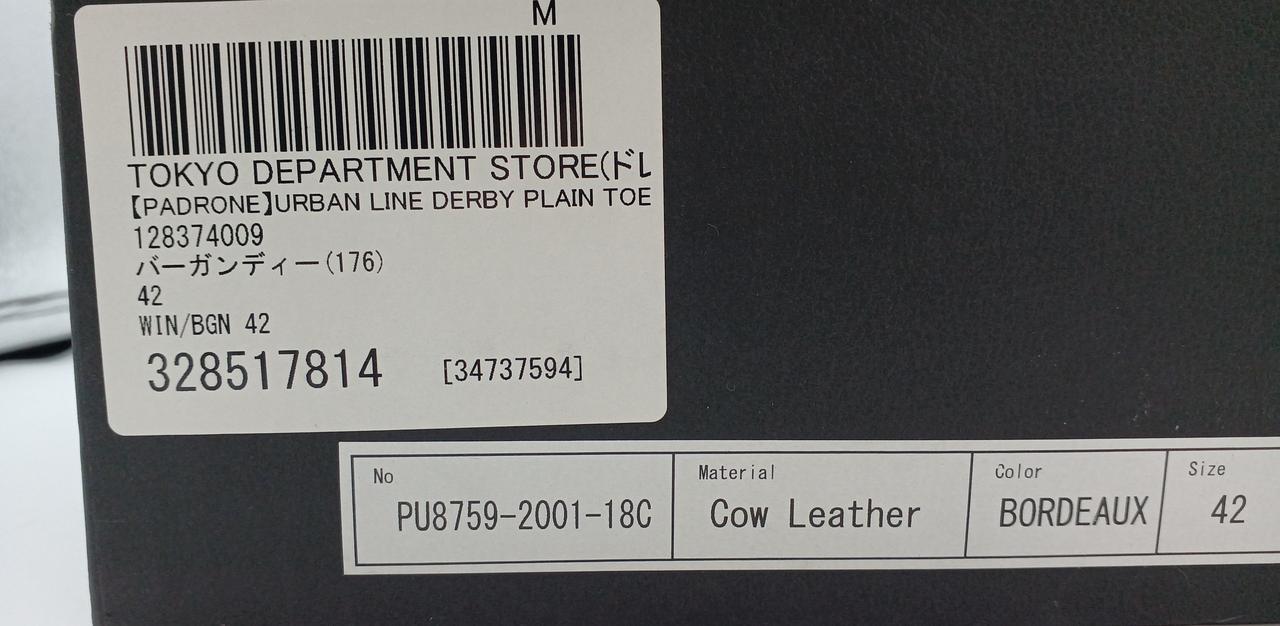 M
TOKYO DEPARTMENT STORE(ドレ
【PADRONE】URBAN LINE DERBY PLAIN TOE
128374009
バーガンディー(176)
42
WIN/BGN 42
328517814 [34737594]
No Material Color Size
PU8759-2001-18C Cow Leather BORDEAUX 42